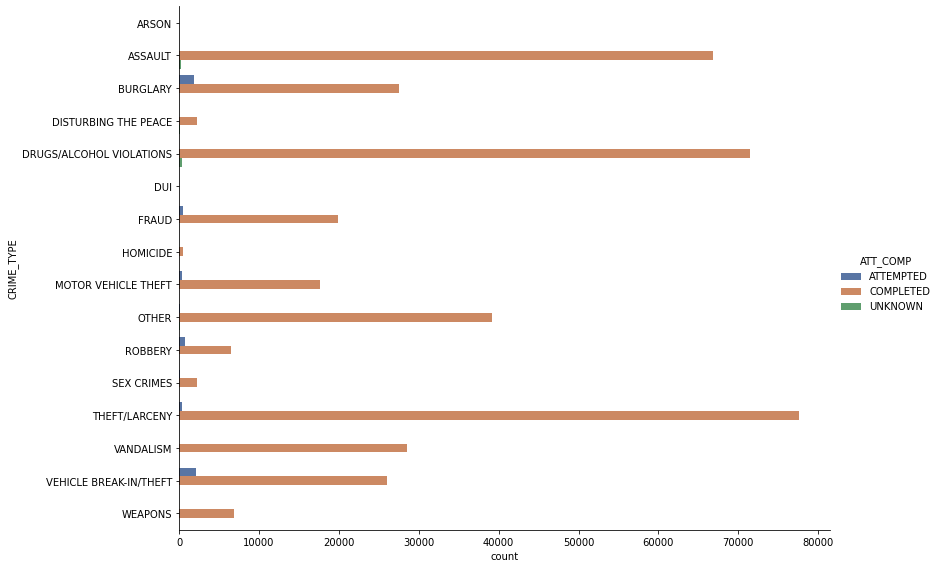 CRIME_TYPE
ARSON
ASSAULT
BURGLARY
DISTURBING THE PEACE
DRUGS/ALCOHOL VIOLATIONS
DUI
FRAUD
HOMICIDE
MOTOR VEHICLE THEFT
OTHER
ROBBERY
SEX CRIMES
THEFT/LARCENY
VANDALISM
VEHICLE BREAK-IN/THEFT
WEAPONS
0 10000 20000 30000 40000 50000 60000 70000 80000
count
ATT_COMP
ATTEMPTED
COMPLETED
UNKNOWN